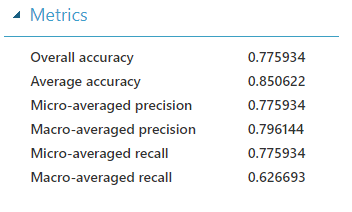 Metrics
Overall accuracy 0.775934
Average accuracy 0.850622
Micro-averaged precision 0.775934
Macro-averaged precision 0.796144
Micro-averaged recall 0.775934
Macro-averaged recall 0.626693